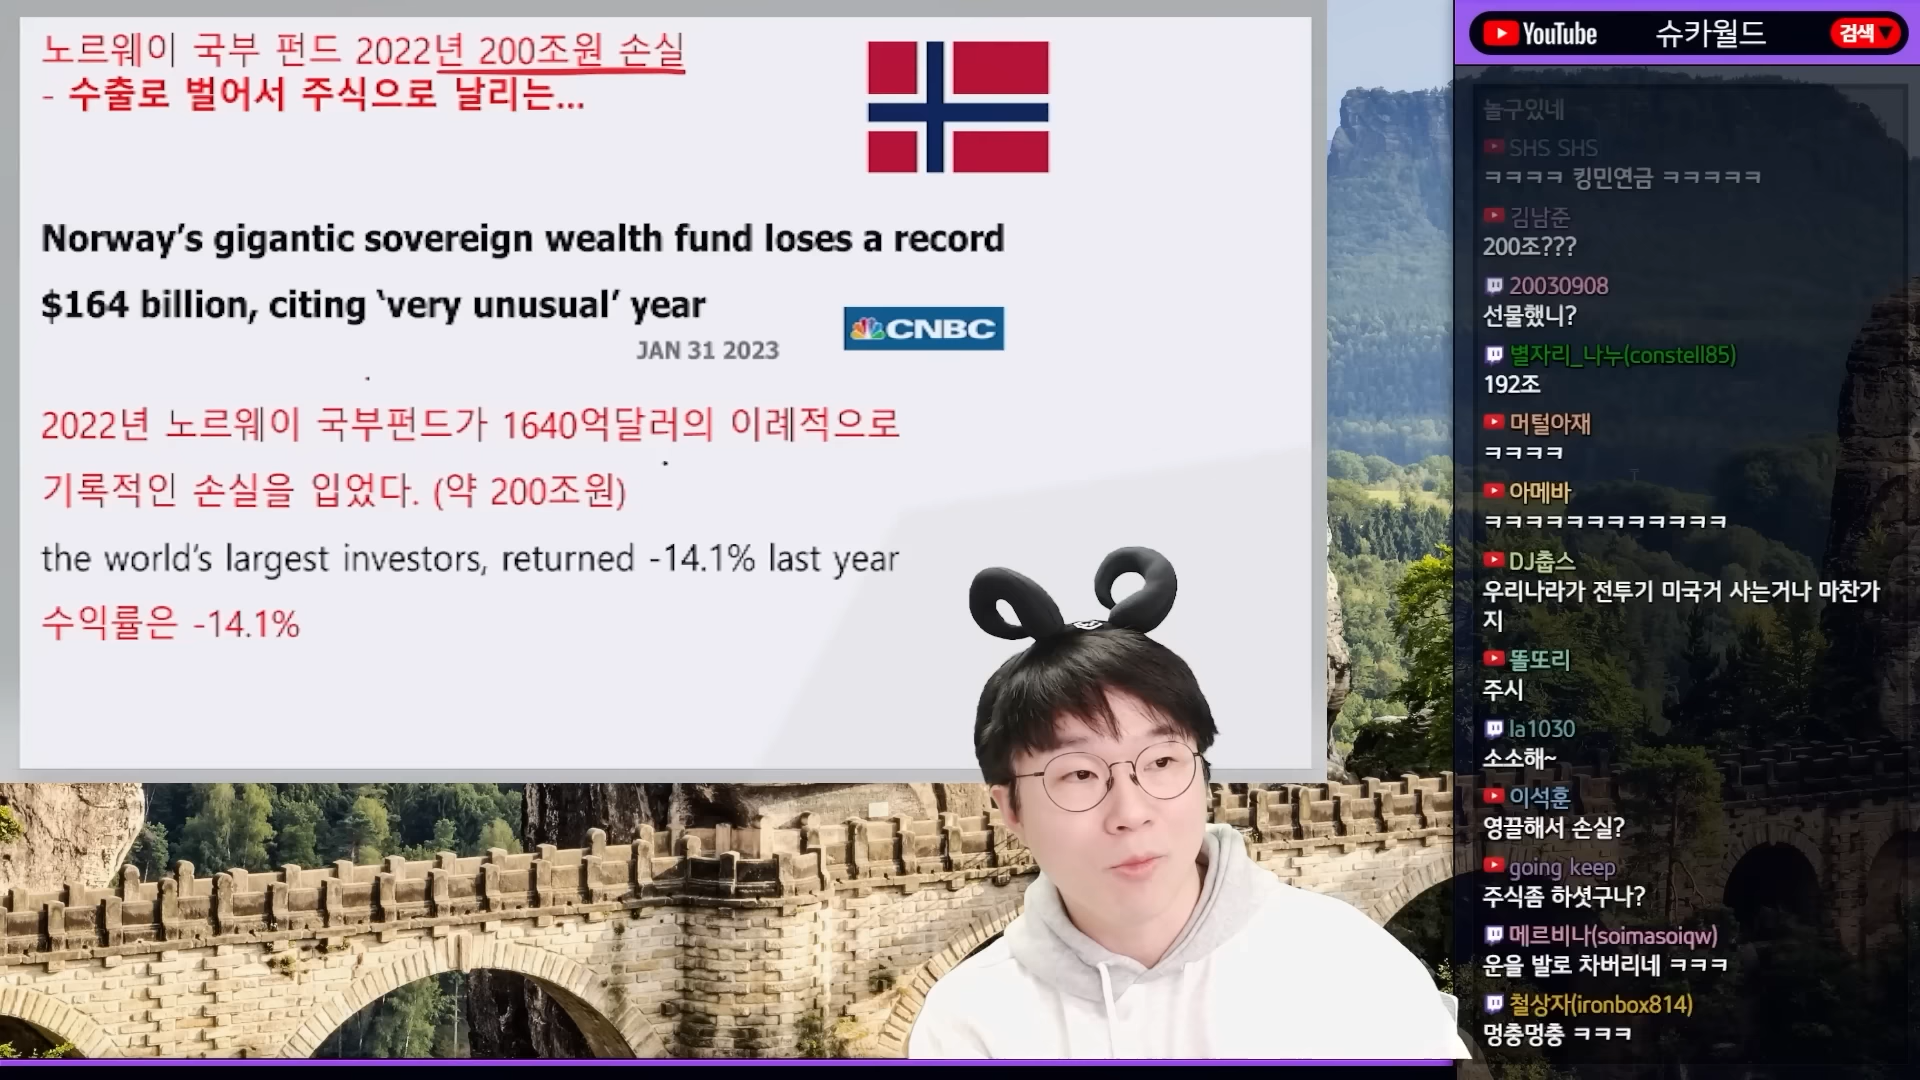 노르웨이 국부 펀드 2022년 200조원 손실
- 수출로 벌어서 주식으로 날리는...
Norway's gigantic sovereign wealth fund loses a record
$164 billion, citing 'very unusual' year
CNBC
JAN 31 2023
2022년 노르웨이 국부펀드가 1640억달러의 이례적으로
기록적인 손실을 입었다. (약 200조원)
the world's largest investors, returned -14.1% last year
수익률은 -14.1%
YouTube 슈카월드 검색
놀구있네
SHS SHS
ㅋㅋㅋㅋ 킹민연금 ㅋㅋㅋㅋㅋ
김남준
200조???
20030908
선물했니?
별자리_나누(constell85)
192조
머털아재
ㅋㅋㅋㅋ
아메바
ㅋㅋㅋㅋㅋㅋㅋㅋㅋㅋㅋㅋ
DJ춥스
우리나라가 전투기 미국거 사는거나 마찬가
지
똘또리
주시
la1030
소소해~
이석훈
영끌해서 손실?
going keep
주식좀 하셧구나?
메르비나(soimasoiqw)
운을 발로 차버리네 ㅋㅋㅋ
철상자(ironbox814)
멍충멍충 ㅋㅋㅋ